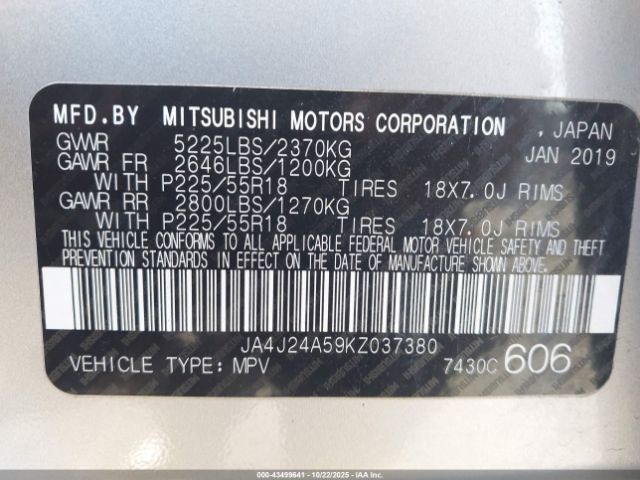 MFD.BY MITSUBISHI MOTORS CORPORATION , JAPAN
GVWR 5225LBS/2370KG JAN 2019
GAWR FR 2646LBS/1200KG
WITH P225/55R18 TIRES 18X7.0J RIMS
GAWR RR 2800LBS/1270KG
WITH P225/55R18 TIRES 18X7.0J RIMS
THIS VEHICLE CONFORMS TO ALL APPLICABLE FEDERAL MOTOR VEHICLE SAFETY AND THEFT
PREVENTION STANDARDS IN EFFECT ON THE DATE OF MANUFACTURE SHOWN ABOVE.
JA4J24A59KZ037380
VEHICLE TYPE: MPV 7430C 606
000-43499641 - 10/22/2025 - IAAI.COM